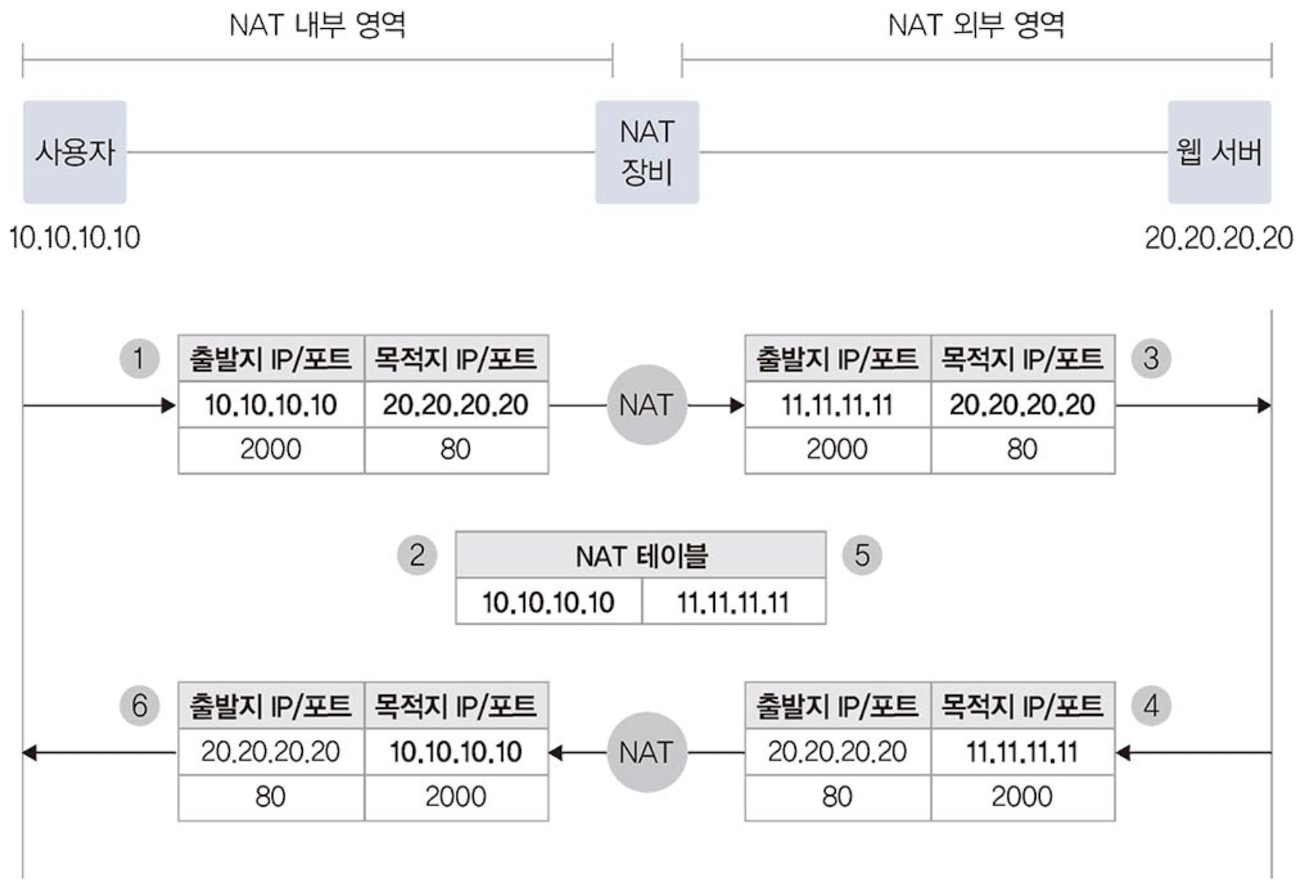 NAT 내부 영역
NAT 외부 영역
사용자
NAT
장비
웹 서버
10.10.10.10
20.20.20.20
1
출발지 IP/포트 목적지 IP/포트
10.10.10.10 20.20.20.20
2000 80
NAT
출발지 IP/포트 목적지 IP/포트
11.11.11.11 20.20.20.20
2000 80
3
2
NAT 테이블
10.10.10.10 11.11.11.11
5
6
출발지 IP/포트 목적지 IP/포트
20.20.20.20 10.10.10.10
80 2000
NAT
출발지 IP/포트 목적지 IP/포트
20.20.20.20 11.11.11.11
80 2000
4